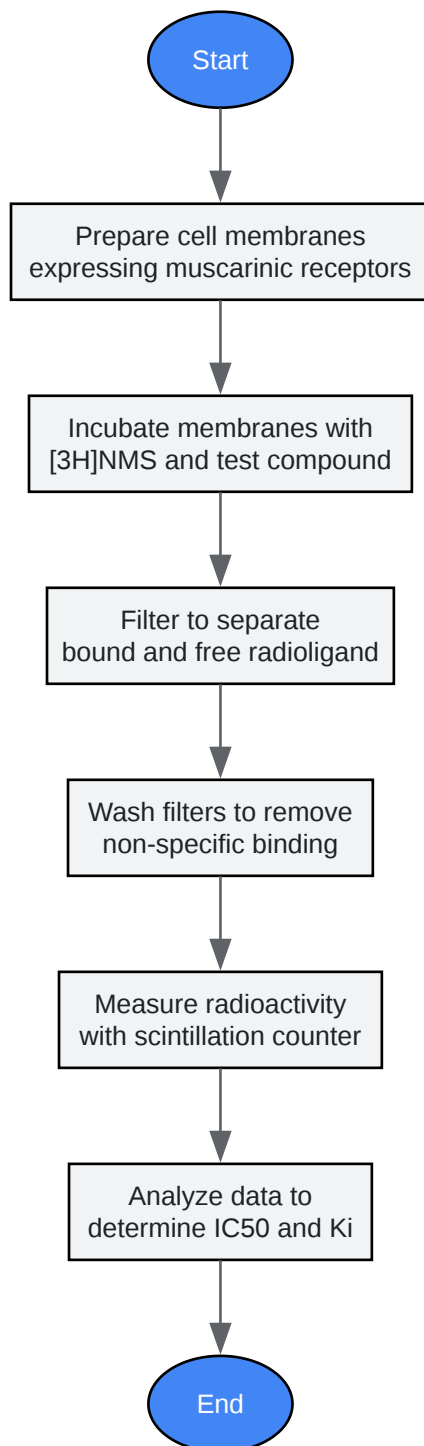 Start
Prepare cell membranes
expressing muscarinic receptors
Incubate membranes with
[3H]NMS and test compound
Filter to separate
bound and free radioligand
Wash filters to remove
non-specific binding
Measure radioactivity
with scintillation counter
Analyze data to
determine IC50 and Ki
End